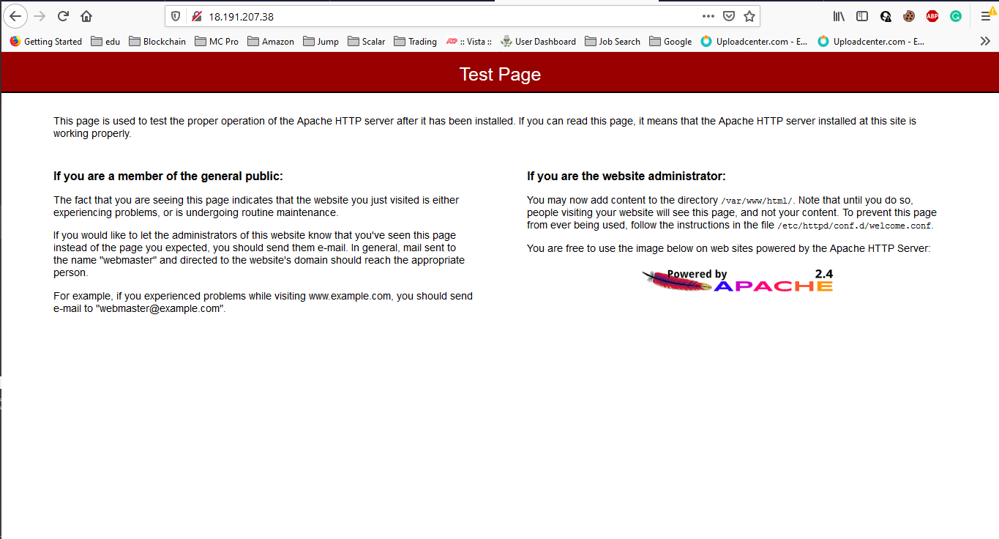 18.191.207.38
Getting Started edu Blockchain MC Pro Amazon Jump Scalar Trading :: Vista :: User Dashboard Job Search Google Uploadcenter.com - E... Uploadcenter.com - E...
Test Page
This page is used to test the proper operation of the Apache HTTP server after it has been installed. If you can read this page, it means that the Apache HTTP server installed at this site is
working properly.
If you are a member of the general public:
The fact that you are seeing this page indicates that the website you just visited is either
experiencing problems, or is undergoing routine maintenance.
If you would like to let the administrators of this website know that you've seen this page
instead of the page you expected, you should send them e-mail. In general, mail sent to
the name "webmaster" and directed to the website's domain should reach the appropriate
person.
For example, if you experienced problems while visiting www.example.com, you should send
e-mail to "webmaster@example.com".
If you are the website administrator:
You may now add content to the directory /var/www/html/. Note that until you do so,
people visiting your website will see this page, and not your content. To prevent this page
from ever being used, follow the instructions in the file /etc/httpd/conf.d/welcome.conf.
You are free to use the image below on web sites powered by the Apache HTTP Server:
Powered by 2.4
APACHE